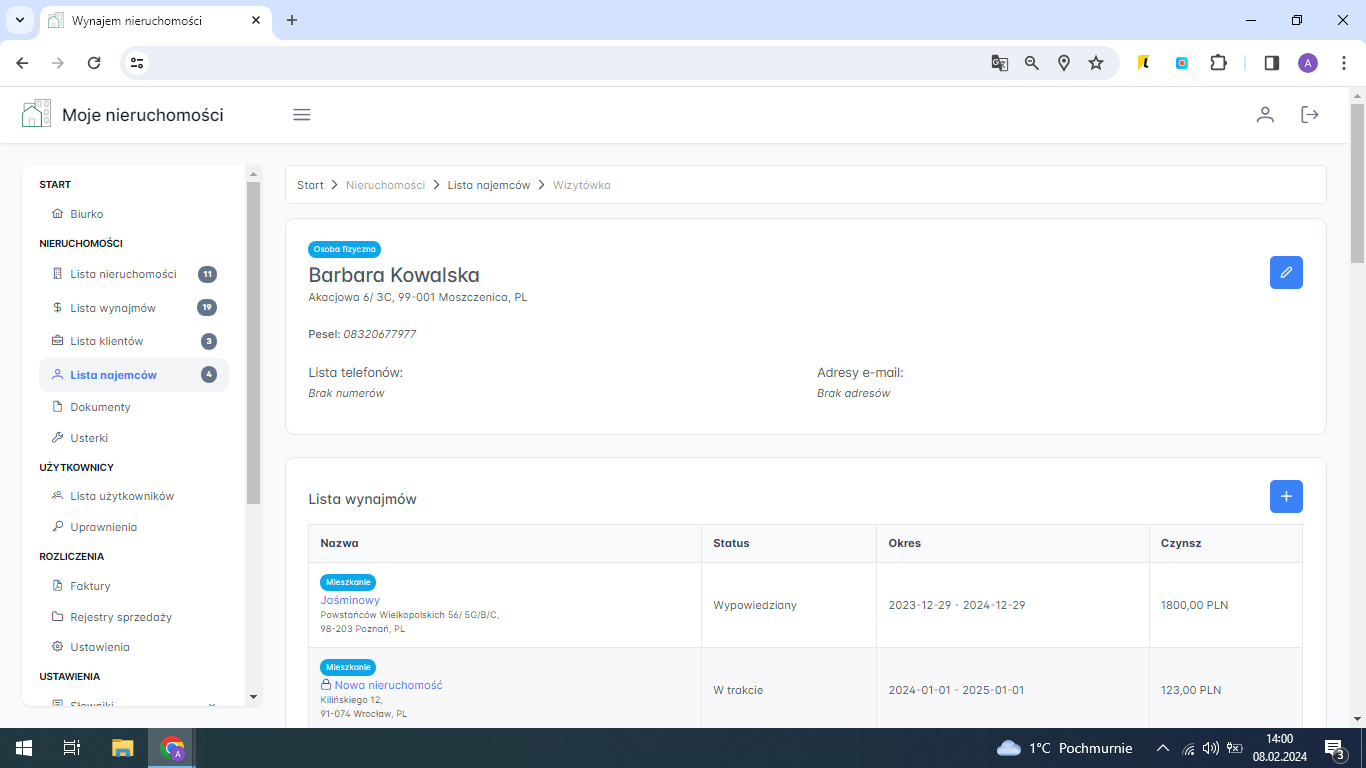 Wynajem nieruchomości
A
Moje nieruchomości
START
Biurko
NIERUCHOMOŚCI
Lista nieruchomości 11
Lista wynajmów 19
Lista klientów 3
Lista najemców 4
Dokumenty
Usterki
UŻYTKOWNICY
Lista użytkowników
Uprawnienia
ROZLICZENIA
Faktury
Rejestry sprzedaży
Ustawienia
USTAWIENIA
Słowniki
Start > Nieruchomości > Lista najemców > Wizytówka
Osoba fizyczna
Barbara Kowalska
Akacjowa 6/ 3C, 99-001 Moszczenica, PL
Pesel: 08320677977
Lista telefonów: Adresy e-mail:
Brak numerów Brak adresów
Lista wynajmów
Nazwa Status Okres Czynsz
Mieszkanie
Jaśminowy
Powstańców Wielkopolskich 56/ 5G/B/C,
98-203 Poznań, PL
Wypowiedziany 2023-12-29 - 2024-12-29 1800,00 PLN
Mieszkanie
Nowa nieruchomość
Kilińskiego 12,
91-074 Wrocław, PL
W trakcie 2024-01-01 - 2025-01-01 123,00 PLN
A
1°C Pochmurnie
14:00
08.02.2024
3